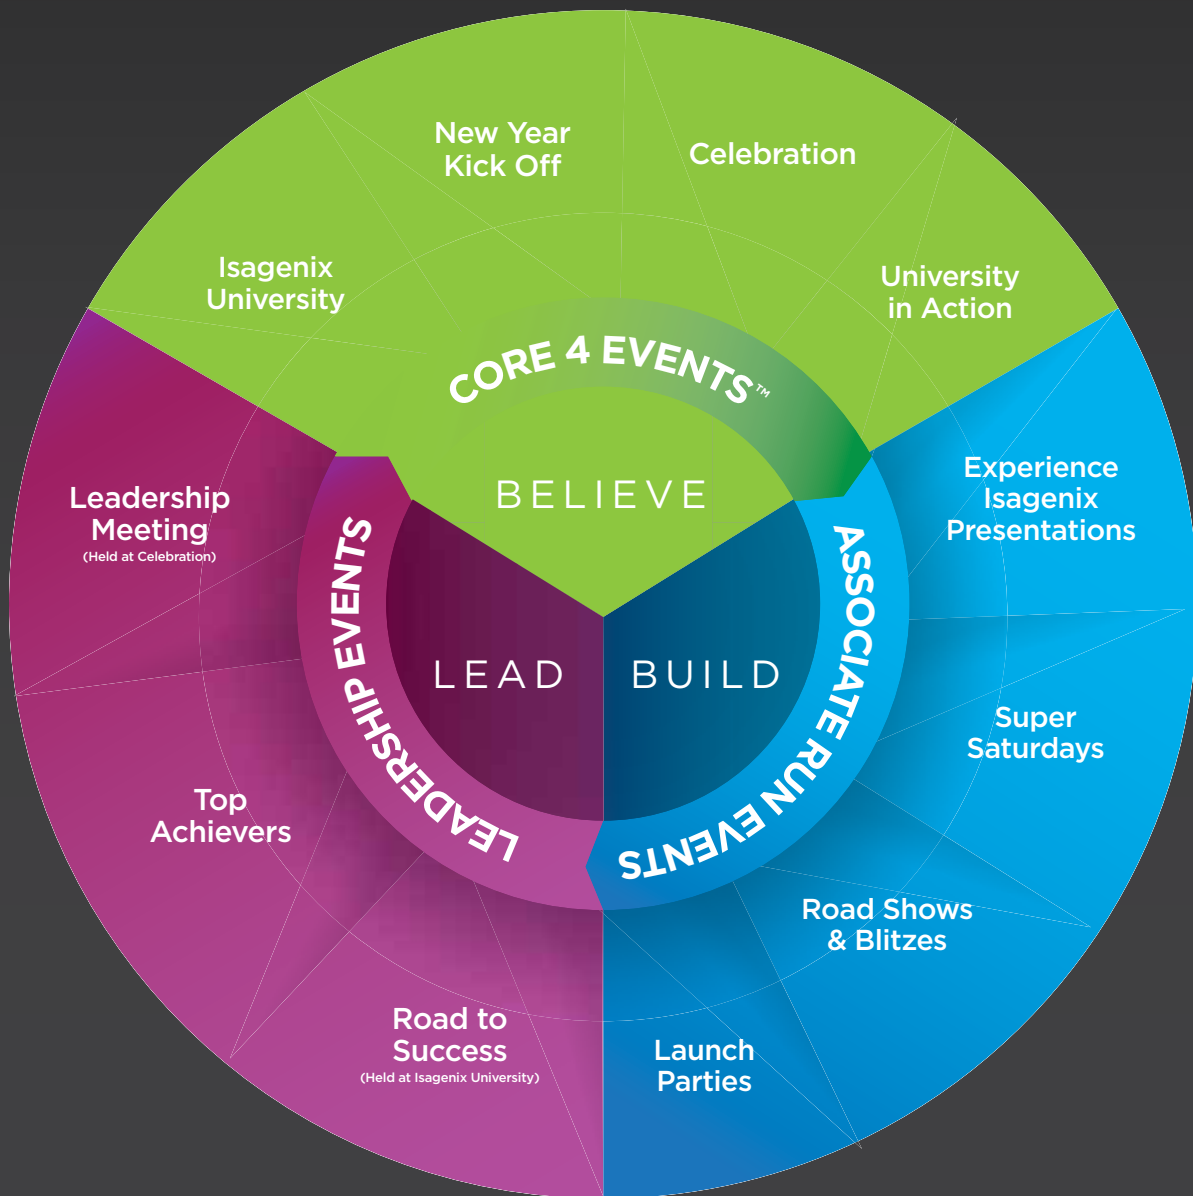 New Year
Kick Off
Celebration
Isagenix
University
University
in Action
CORE 4 EVENTS™
BELIEVE
Experience
Isagenix
Presentations
Super
Saturdays
Road Shows
& Blitzes
Launch
Parties
ASSOCIATE RUN EVENTS
BUILD
Road to
Success
(Held at Isagenix University)
Top
Achievers
Leadership
Meeting
(Held at Celebration)
LEADERSHIP EVENTS
LEAD